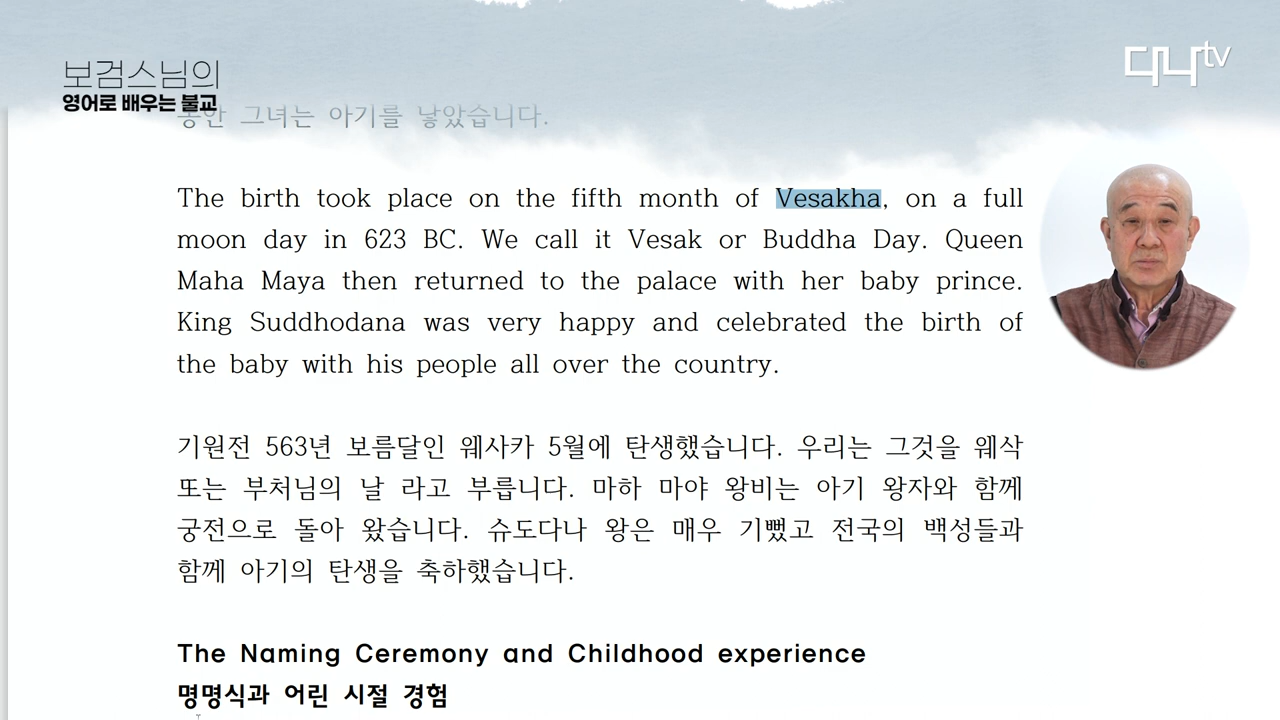 보검스님의
영어로 배우는 불교
디나tv
동안 그녀는 아기를 낳았습니다.
The birth took place on the fifth month of Vesakha, on a full
moon day in 623 BC. We call it Vesak or Buddha Day. Queen
Maha Maya then returned to the palace with her baby prince.
King Suddhodana was very happy and celebrated the birth of
the baby with his people all over the country.
기원전 563년 보름달인 웨사카 5월에 탄생했습니다. 우리는 그것을 웨삭
또는 부처님의 날 라고 부릅니다. 마하 마야 왕비는 아기 왕자와 함께
궁전으로 돌아 왔습니다. 슈도다나 왕은 매우 기뻤고 전국의 백성들과
함께 아기의 탄생을 축하했습니다.
The Naming Ceremony and Childhood experience
명명식과 어린 시절 경험